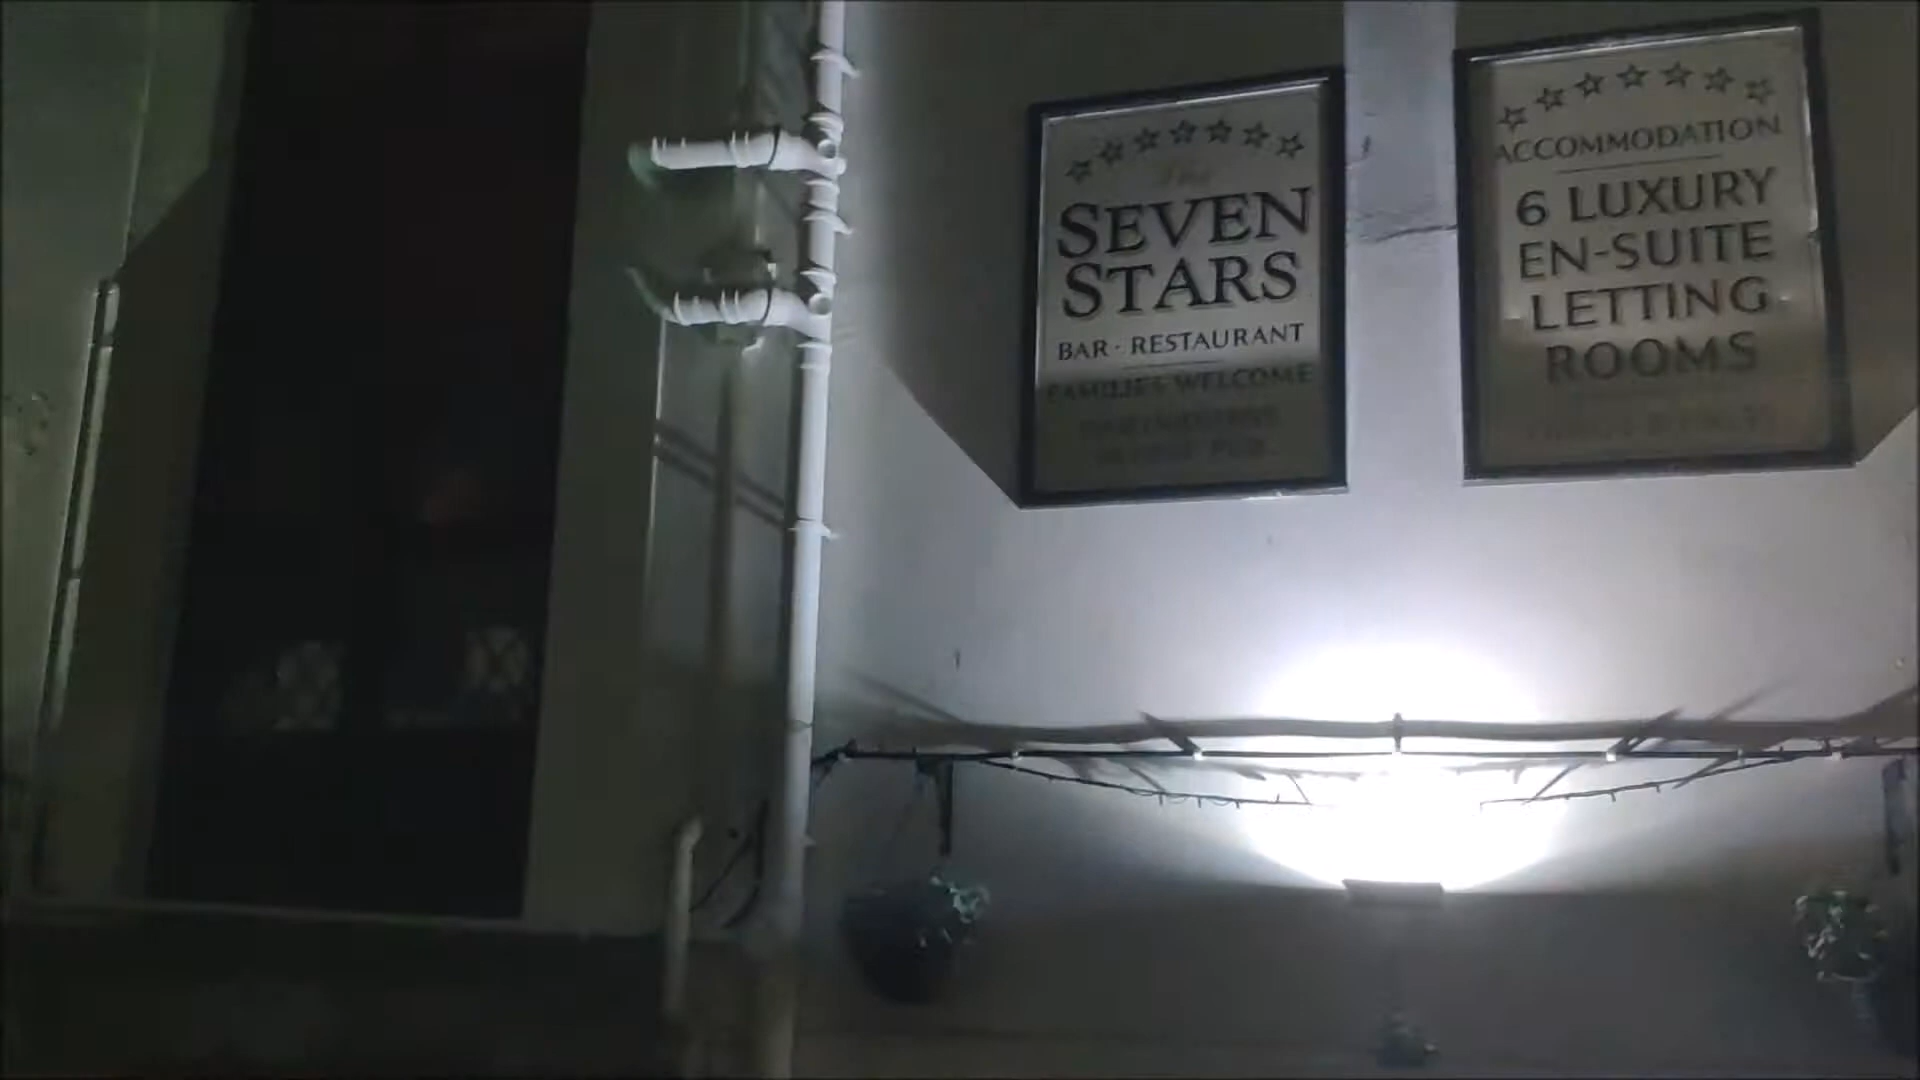 The
SEVEN
STARS
BAR · RESTAURANT
FAMILIES WELCOME
ACCOMMODATION
6 LUXURY
EN-SUITE
LETTING
ROOMS